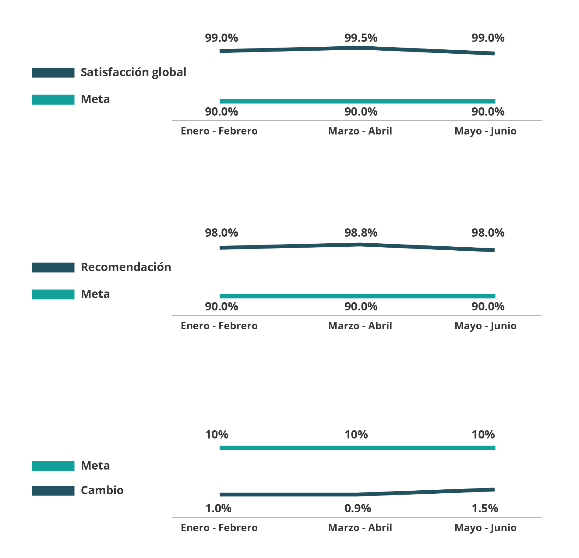 99.0% 99.5% 99.0%
Satisfacción global
Meta
90.0% 90.0% 90.0%
Enero - Febrero Marzo - Abril Mayo - Junio
98.0% 98.8% 98.0%
Recomendación
Meta
90.0% 90.0% 90.0%
Enero - Febrero Marzo - Abril Mayo - Junio
10% 10% 10%
Meta
Cambio
1.0% 0.9% 1.5%
Enero - Febrero Marzo - Abril Mayo - Junio